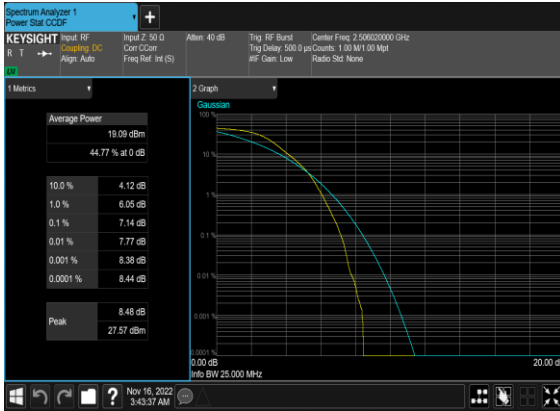 Spectrum Analyzer 1
Power Stat CCDF
KEYSIGHT
R T
Input: RF
Coupling: DC
Align: Auto
Input Z: 50 Ω
Corr CCorr
Freq Ref: Int (S)
Atten: 40 dB
Trig: RF Burst
Trig Delay: 500.0 µs
#IF Gain: Low
Center Freq: 2.506020000 GHz
Counts: 1.00 M/1.00 Mpt
Radio Std: None
1 Metrics
Average Power
19.09 dBm
44.77 % at 0 dB
10.0 % 4.12 dB
1.0 % 6.05 dB
0.1 % 7.14 dB
0.01 % 7.77 dB
0.001 % 8.38 dB
0.0001 % 8.44 dB
Peak
8.48 dB
27.57 dBm
2 Graph
Gaussian
100 %
10 %
1 %
0.1 %
0.01 %
0.001 %
0.0001 %
0.00 dB
20.00 d
Info BW 25.000 MHz
?
Nov 16, 2022
3:43:37 AM